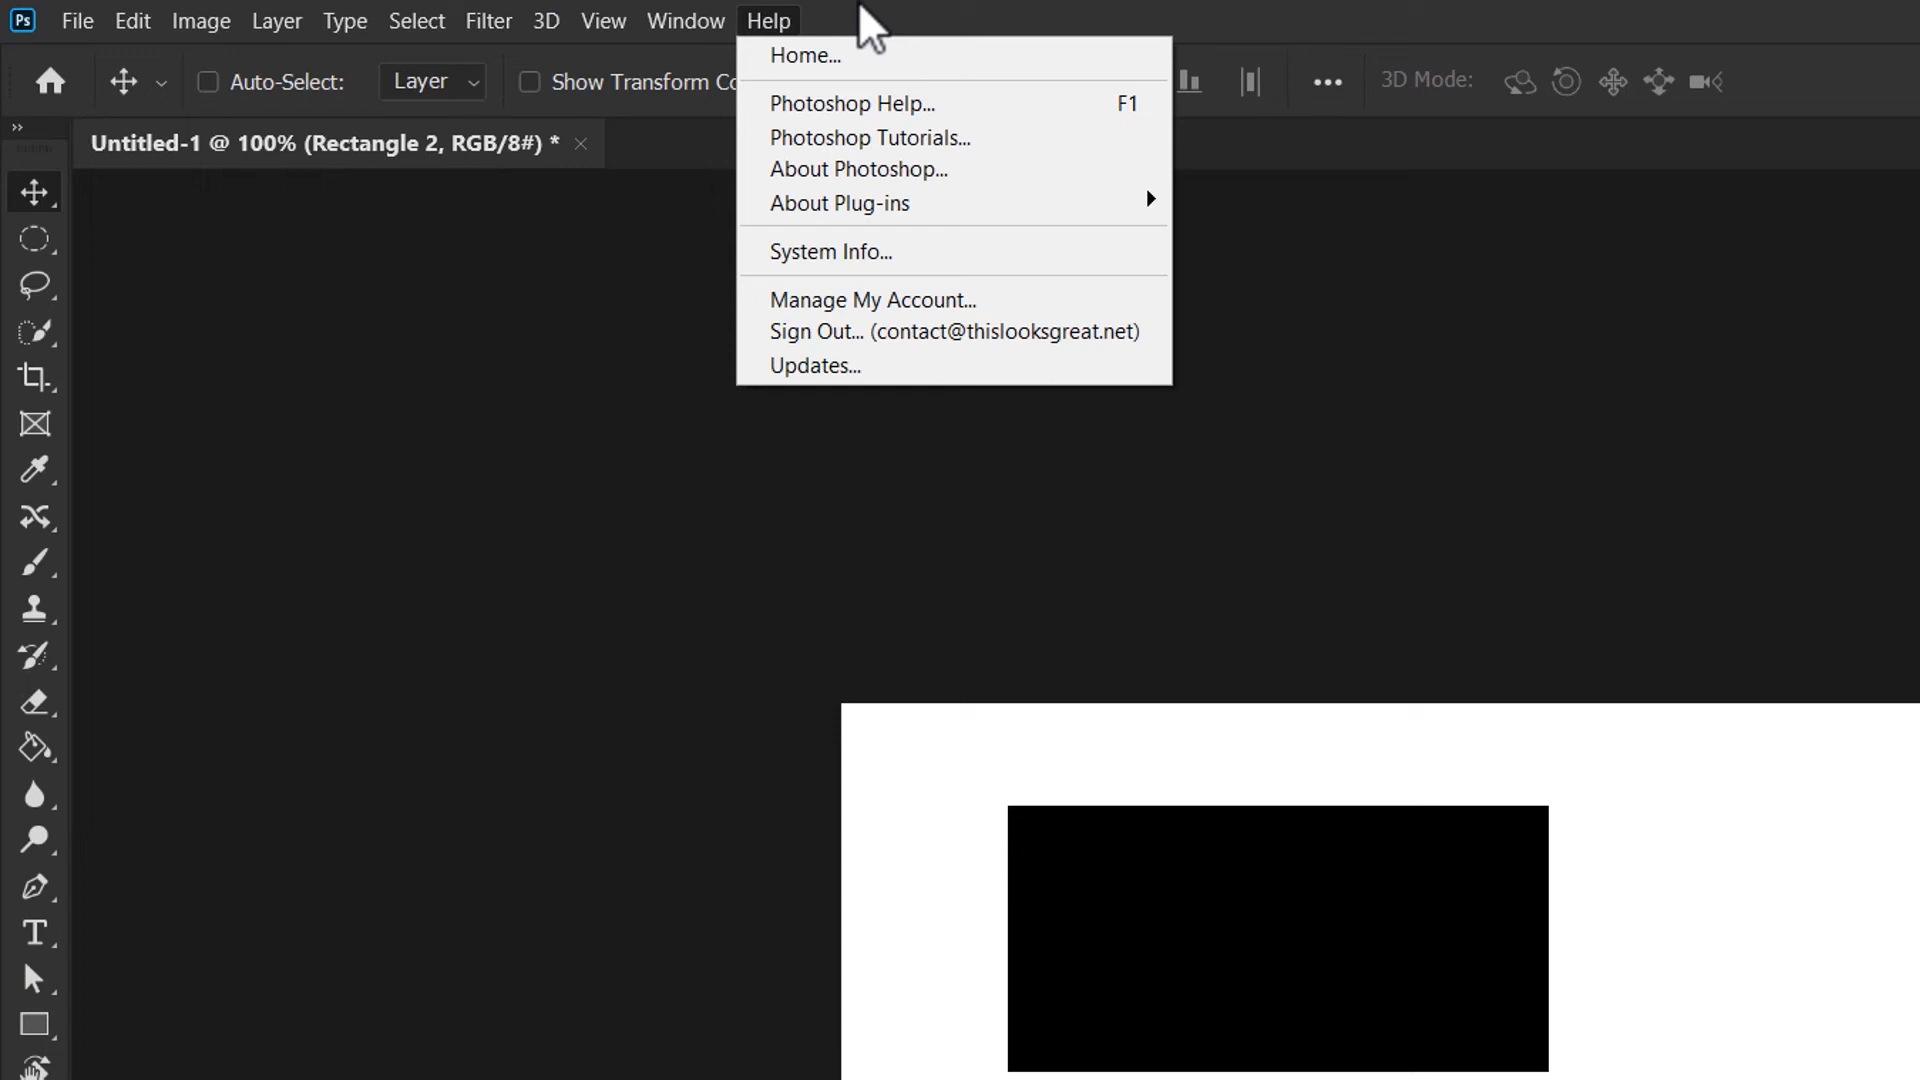 Ps File Edit Image Layer Type Select Filter 3D View Window Help
Auto-Select: Layer Show Transform Co 3D Mode:
Untitled-1 @ 100% (Rectangle 2, RGB/8#) *
Home...
Photoshop Help... F1
Photoshop Tutorials...
About Photoshop...
About Plug-ins
System Info...
Manage My Account...
Sign Out... (contact@thislooksgreat.net)
Updates...